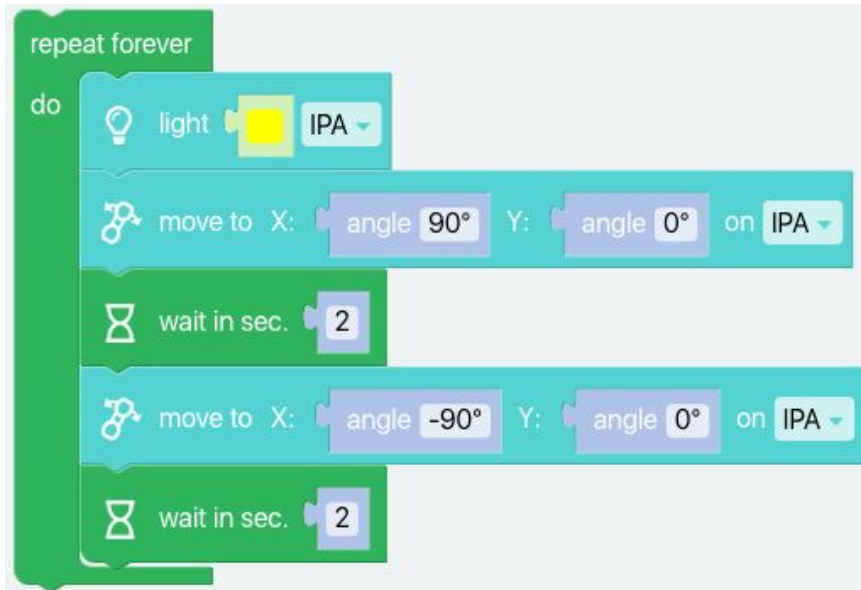 repeat forever
do
light IPA
move to X: angle 90° Y: angle 0° on IPA
wait in sec. 2
move to X: angle -90° Y: angle 0° on IPA
wait in sec. 2